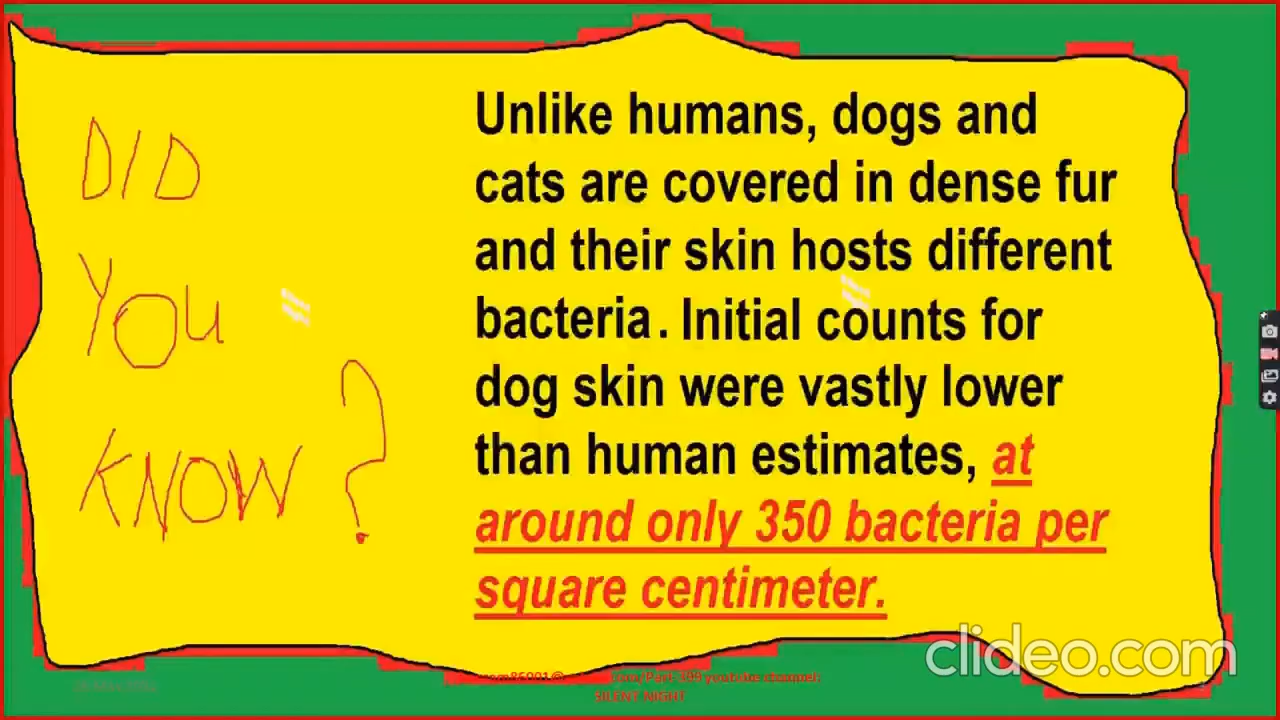 DID
YOU
KNOW ?
Unlike humans, dogs and
cats are covered in dense fur
and their skin hosts different
bacteria. Initial counts for
dog skin were vastly lower
than human estimates, at
around only 350 bacteria per
square centimeter.
clideo.com
SILENT NIGHT